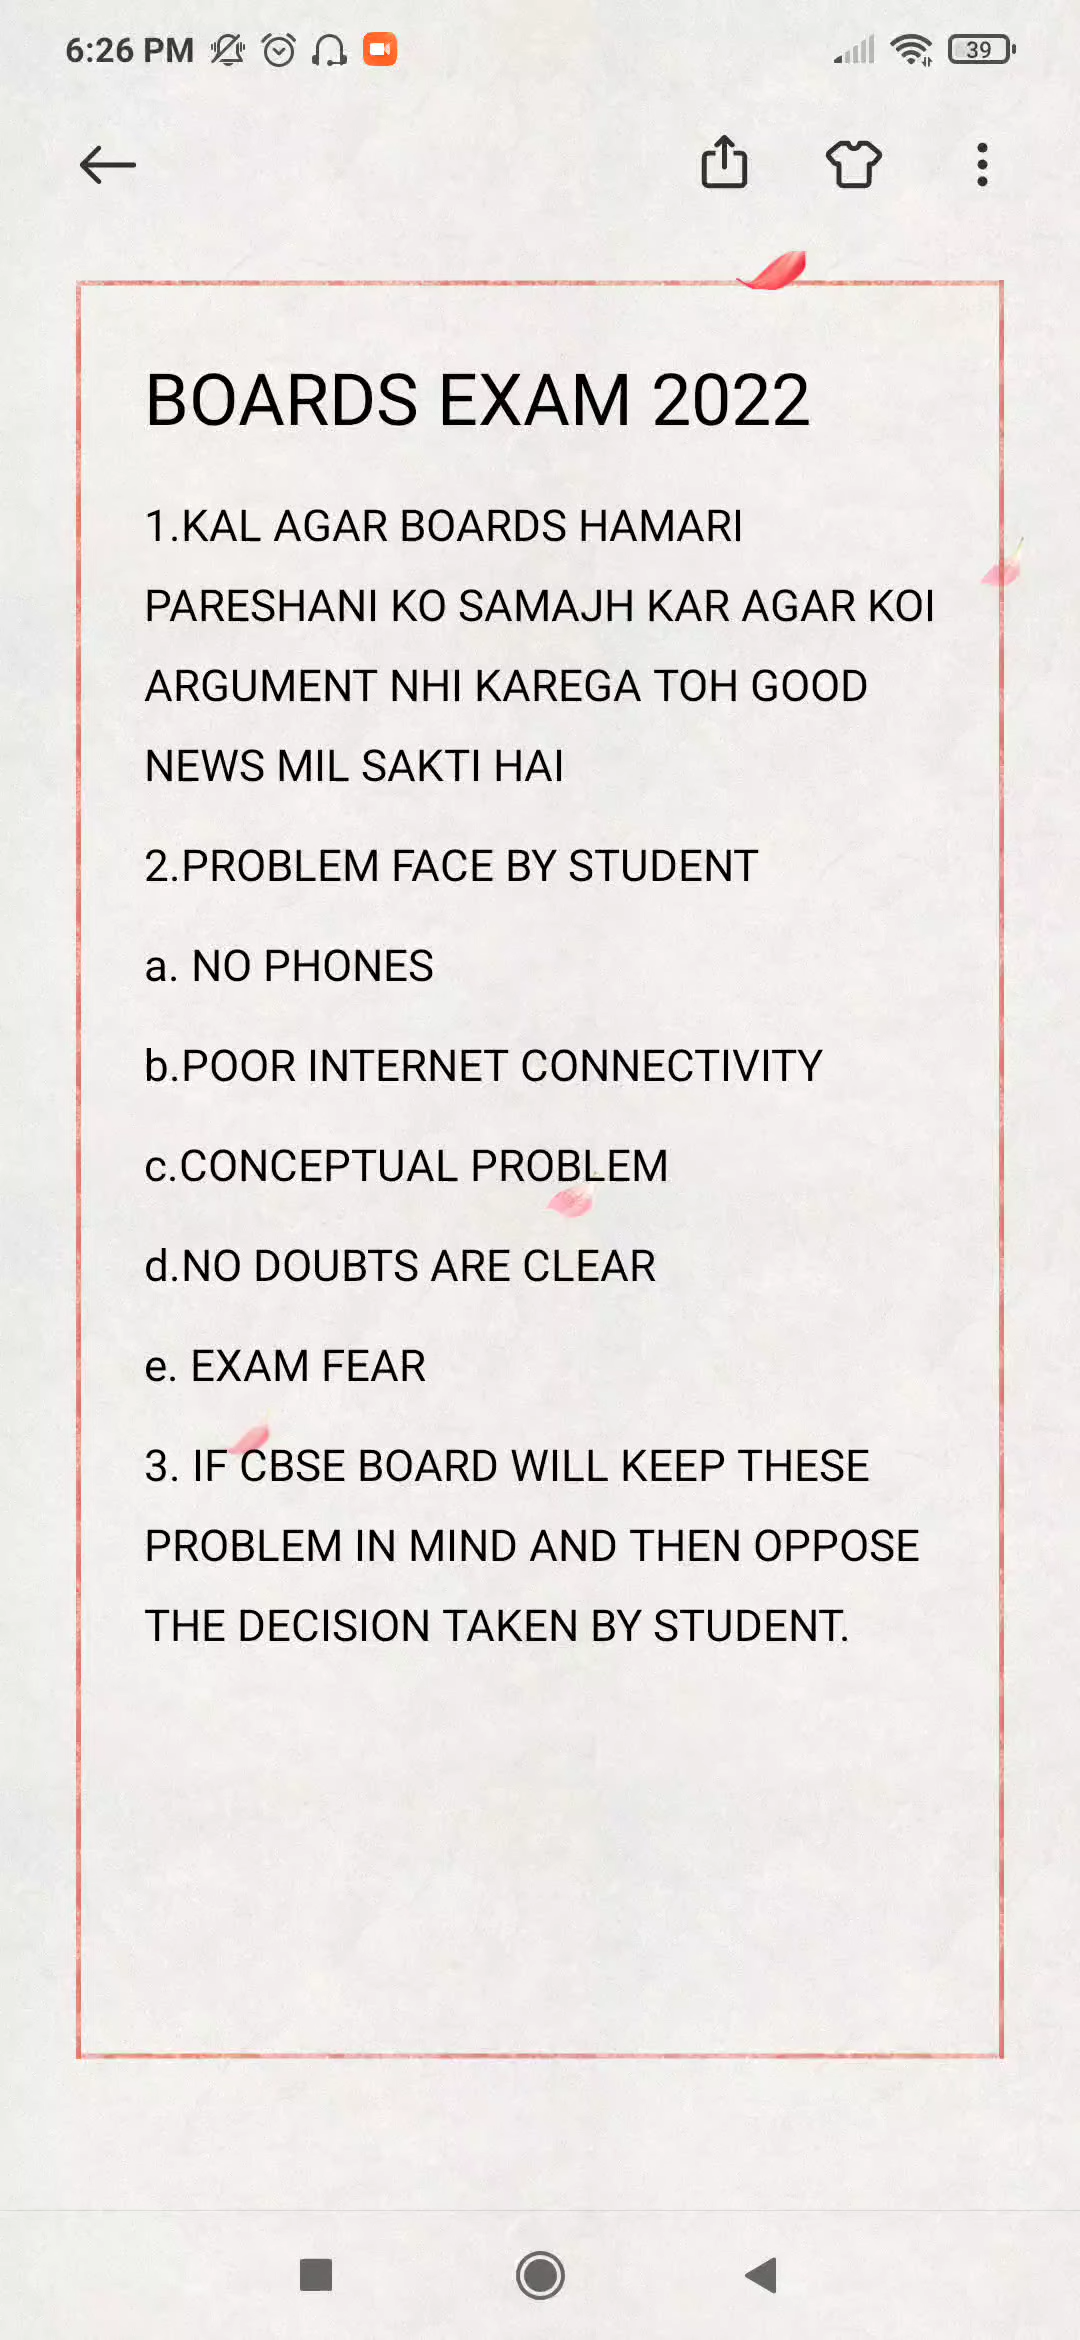 6:26 PM
39
BOARDS EXAM 2022
1.KAL AGAR BOARDS HAMARI
PARESHANI KO SAMAJH KAR AGAR KOI
ARGUMENT NHI KAREGA TOH GOOD
NEWS MIL SAKTI HAI
2.PROBLEM FACE BY STUDENT
a. NO PHONES
b.POOR INTERNET CONNECTIVITY
c.CONCEPTUAL PROBLEM
d.NO DOUBTS ARE CLEAR
e. EXAM FEAR
3. IF CBSE BOARD WILL KEEP THESE
PROBLEM IN MIND AND THEN OPPOSE
THE DECISION TAKEN BY STUDENT.